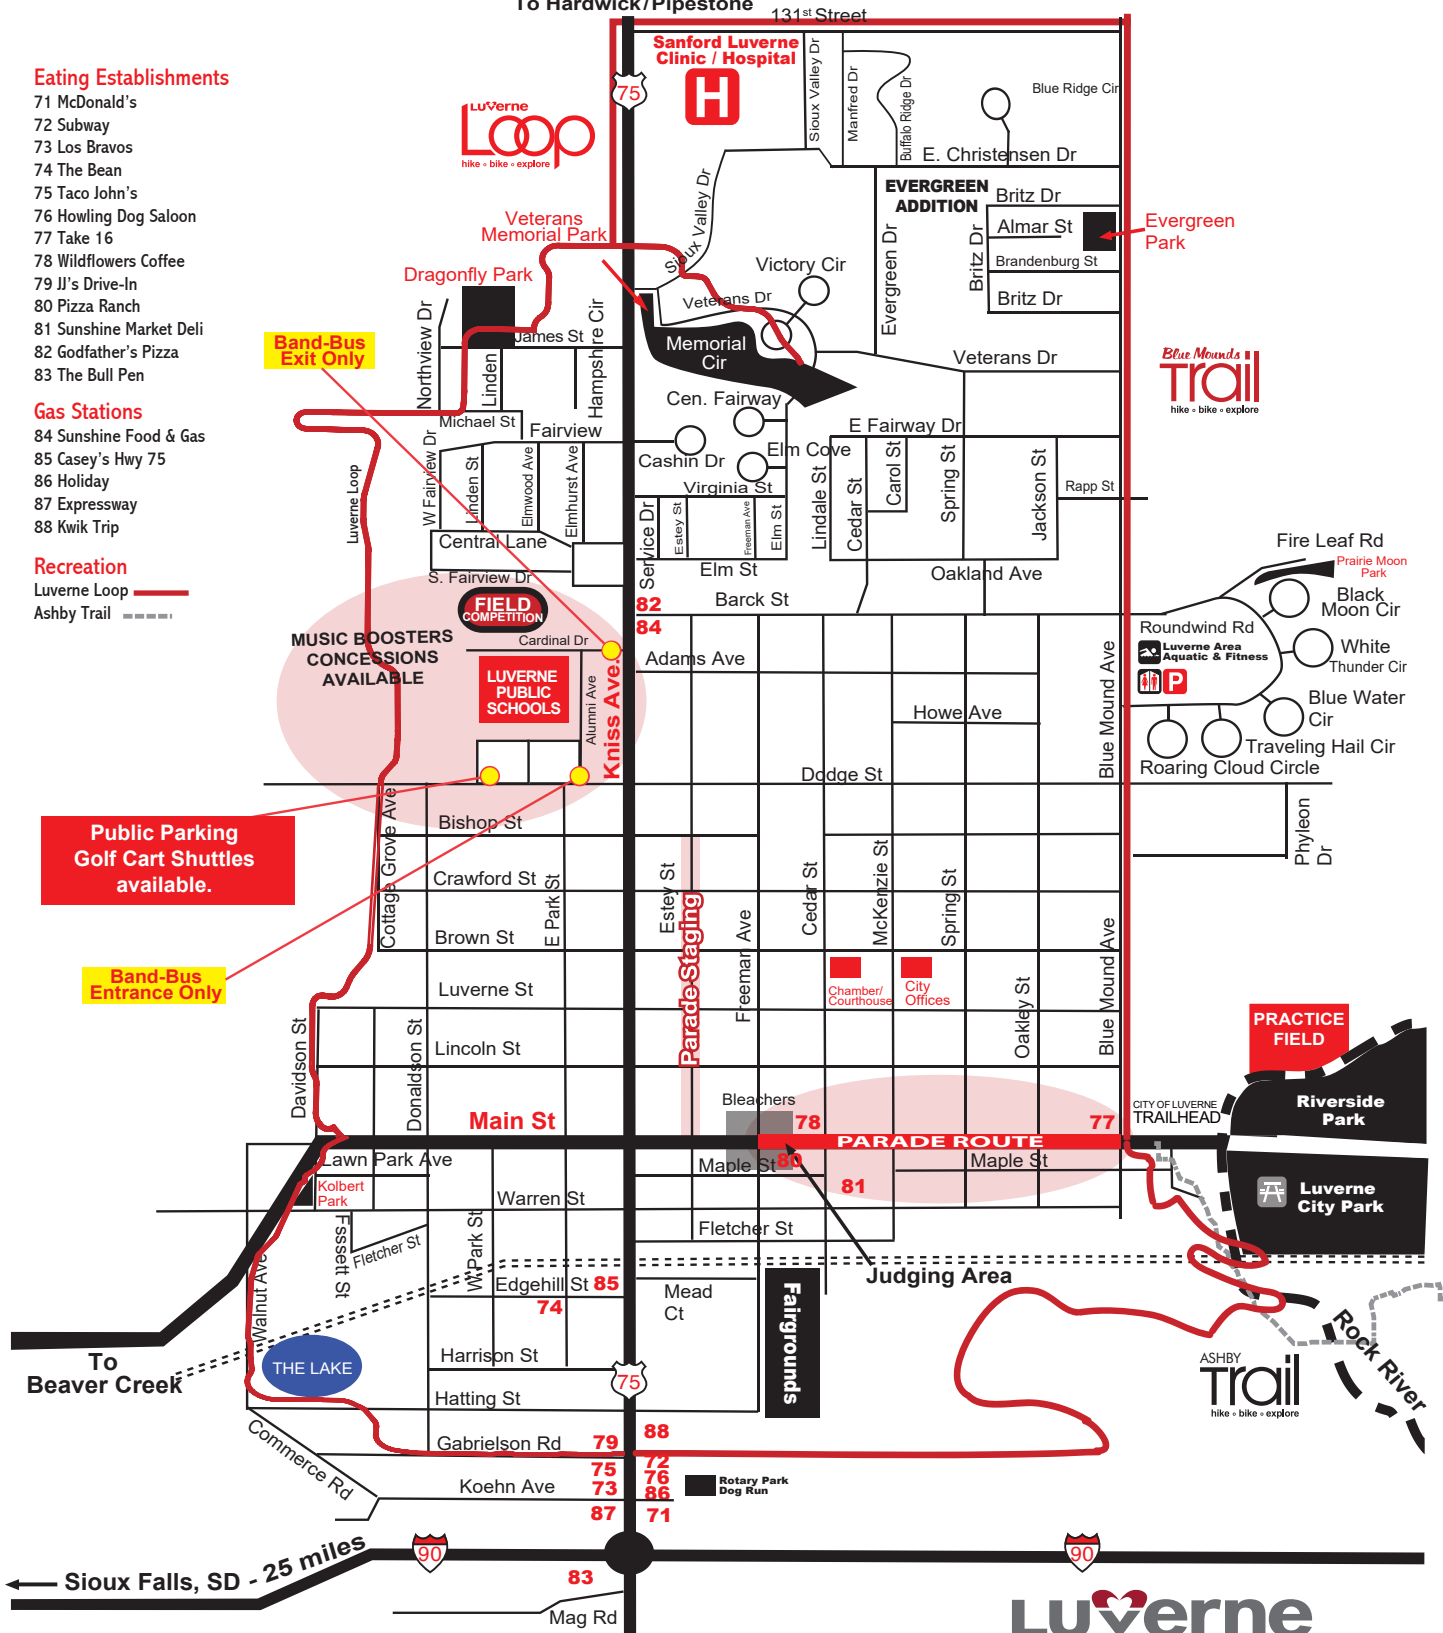 To Hardwick/Pipestone
131st Street
Eating Establishments
71 McDonald's
72 Subway
73 Los Bravos
74 The Bean
75 Taco John's
76 Howling Dog Saloon
77 Take 16
78 Wildflowers Coffee
79 JJ's Drive-In
80 Pizza Ranch
81 Sunshine Market Deli
82 Godfather's Pizza
83 The Bull Pen
Gas Stations
84 Sunshine Food & Gas
85 Casey's Hwy 75
86 Holiday
87 Expressway
88 Kwik Trip
Recreation
Luverne Loop
Ashby Trail
Luverne
Loop
hike • bike • explore
75
Sanford Luverne
Clinic / Hospital
H
Sioux Valley Dr
Manfred Dr
Buffalo Ridge Dr
Blue Ridge Cir
E. Christensen Dr
EVERGREEN
ADDITION
Britz Dr
Almar St
Brandenburg St
Britz Dr
Britz Dr
Evergreen
Park
Evergreen Dr
Sioux Valley Dr
Veterans
Memorial Park
Dragonfly Park
Victory Cir
Veterans Dr
Memorial
Cir
Veterans Dr
Northview Dr
James St
Linden
Hampshire Cir
Band-Bus
Exit Only
Michael St
Fairview
Cen. Fairway
E Fairway Dr
Elm Cove
Cashin Dr
Virginia St
Blue Mounds
Trail
hike • bike • explore
Luverne Loop
W Fairview Dr
Linden St
Elmwood Ave
Elmhurst Ave
Service Dr
Estey St
Freeman Ave
Elm St
Lindale St
Cedar St
Carol St
Spring St
Jackson St
Rapp St
Central Lane
S. Fairview Dr
Elm St
Oakland Ave
Barck St
82
84
FIELD
COMPETITION
Cardinal Dr
MUSIC BOOSTERS
CONCESSIONS
AVAILABLE
LUVERNE
PUBLIC
SCHOOLS
Alumni Ave
Kniss Ave.
Adams Ave
Howe Ave
Dodge St
Blue Mound Ave
Fire Leaf Rd
Prairie Moon
Park
Black
Moon Cir
Roundwind Rd
Luverne Area
Aquatic & Fitness
P
White
Thunder Cir
Blue Water
Cir
Traveling Hail Cir
Roaring Cloud Circle
Phyleon
Dr
Public Parking
Golf Cart Shuttles
available.
Bishop St
Crawford St
Brown St
Luverne St
Lincoln St
Cottage Grove Ave
E Park St
Estey St
Parade Staging
Freeman Ave
Cedar St
McKenzie St
Spring St
Oakley St
Blue Mound Ave
Band-Bus
Entrance Only
Chamber/
Courthouse
City
Offices
Davidson St
Donaldson St
PRACTICE
FIELD
Riverside
Park
CITY OF LUVERNE
TRAILHEAD
Bleachers
78
77
Main St
PARADE ROUTE
Lawn Park Ave
Maple St
80
Maple St
81
Kolbert
Park
Warren St
Luverne
City Park
Fletcher St
Fletcher St
Fsssett St
W Park St
Walnut Ave
Judging Area
Edgehill St
85
74
Mead
Ct
Fairgrounds
Rock River
To
Beaver Creek
THE LAKE
Harrison St
75
Hatting St
ASHBY
Trail
hike • bike • explore
Commerce Rd
Gabrielson Rd
79
88
75
72
76
73
86
Koehn Ave
87
71
Rotary Park
Dog Run
90
90
Sioux Falls, SD - 25 miles
83
Mag Rd
Luverne